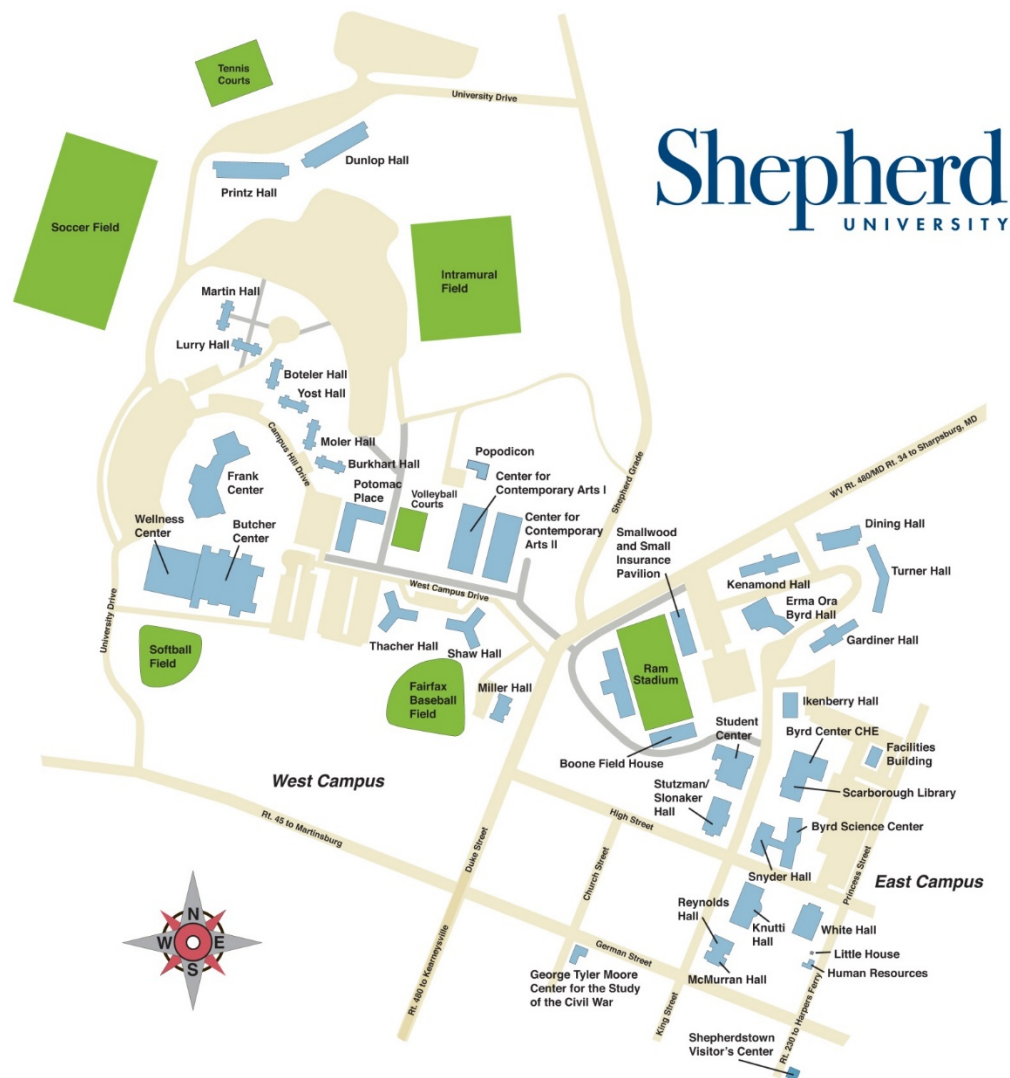 Tennis
Courts
University Drive
Shepherd
UNIVERSITY
Dunlop Hall
Printz Hall
Soccer Field
Intramural
Field
Martin Hall
Lurry Hall
Boteler Hall
Yost Hall
Moler Hall
Burkhart Hall
Campus Hill Drive
Frank
Center
Potomac
Place
Volleyball
Courts
Popodicon
Center for
Contemporary Arts I
Center for
Contemporary
Arts II
Shepherd Grade
WV Rt. 480/MD Rt. 34 to Sharpsburg, MD
Wellness
Center
Butcher
Center
Smallwood
and Small
Insurance
Pavilion
Dining Hall
Kenamond Hall
Turner Hall
Erma Ora
Byrd Hall
Gardiner Hall
University Drive
West Campus Drive
Thacher Hall
Shaw Hall
Softball
Field
Fairfax
Baseball
Field
Miller Hall
Ram
Stadium
Ikenberry Hall
Student
Center
Byrd Center CHE
Facilities
Building
Boone Field House
Stutzman/
Slonaker
Hall
Scarborough Library
West Campus
Rt. 45 to Martinsburg
Duke Street
High Street
Church Street
Byrd Science Center
Snyder Hall
Princess Street
East Campus
N
W
E
S
Reynolds
Hall
Knutti
Hall
White Hall
Little House
Human Resources
McMurran Hall
German Street
George Tyler Moore
Center for the Study
of the Civil War
Rt. 480 to Kearneysville
King Street
Rt. 230 to Harpers Ferry
Shepherdstown
Visitor's Center